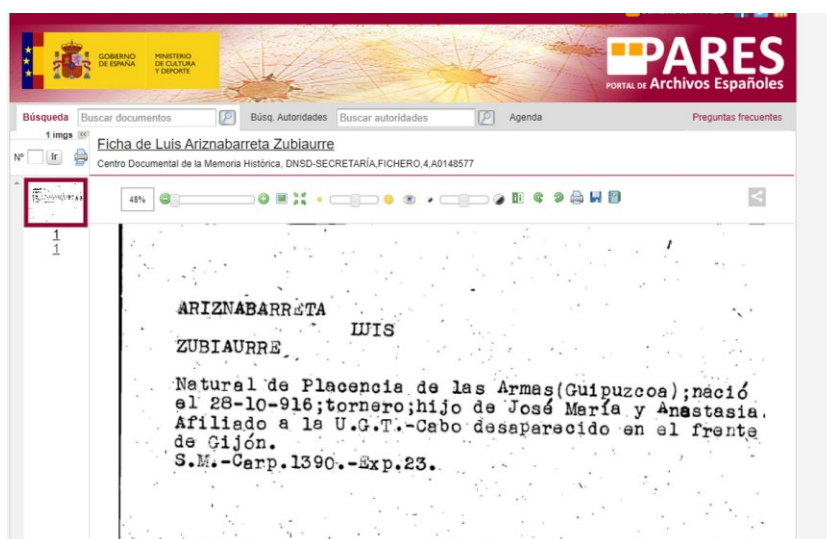 GOBIERNO DE ESPAÑA
MINISTERIO DE CULTURA Y DEPORTE
PARES
PORTAL DE Archivos Españoles
Búsqueda Buscar documentos Búsq. Autoridades Buscar autoridades Agenda Preguntas frecuentes
1 imgs
Nº Ir
Ficha de Luis Ariznabarreta Zubiaurre
Centro Documental de la Memoria Histórica, DNSD-SECRETARÍA,FICHERO,4,A0148577
48%
1
1
ARIZNABARRETA
LUIS
ZUBIAURRE
Natural de Placencia de las Armas(Guipuzcoa);nació
el 28-10-916;tornero;hijo de José María y Anastasia.
Afiliado a la U.G.T.-Cabo desaparecido en el frente
de Gijón.
S.M.-Carp.1390.-Exp.23.